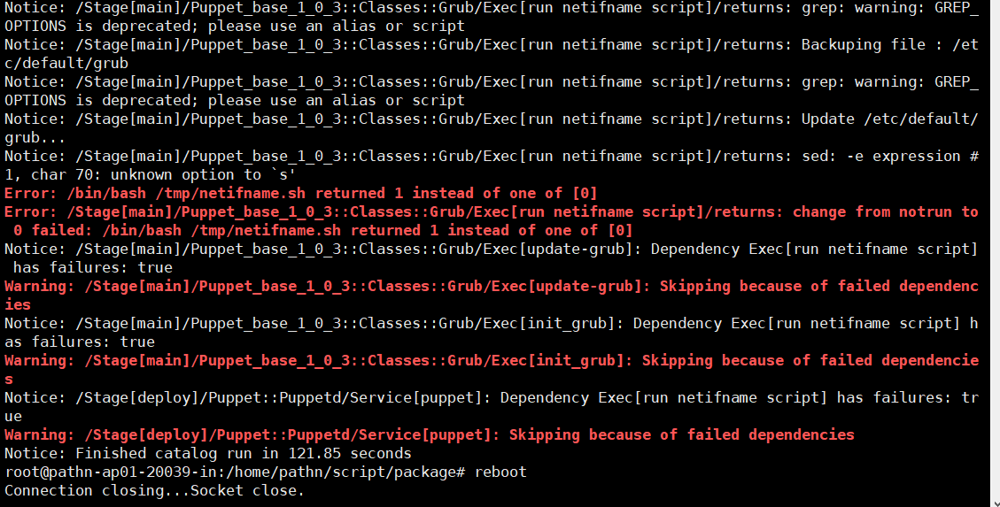 Notice: /Stage[main]/Puppet_base_1_0_3::Classes::Grub/Exec[run netifname script]/returns: grep: warning: GREP_
OPTIONS is deprecated; please use an alias or script
Notice: /Stage[main]/Puppet_base_1_0_3::Classes::Grub/Exec[run netifname script]/returns: Backuping file : /et
c/default/grub
Notice: /Stage[main]/Puppet_base_1_0_3::Classes::Grub/Exec[run netifname script]/returns: grep: warning: GREP_
OPTIONS is deprecated; please use an alias or script
Notice: /Stage[main]/Puppet_base_1_0_3::Classes::Grub/Exec[run netifname script]/returns: Update /etc/default/
grub...
Notice: /Stage[main]/Puppet_base_1_0_3::Classes::Grub/Exec[run netifname script]/returns: sed: -e expression #
1, char 70: unknown option to `s'
Error: /bin/bash /tmp/netifname.sh returned 1 instead of one of [0]
Error: /Stage[main]/Puppet_base_1_0_3::Classes::Grub/Exec[run netifname script]/returns: change from notrun to
 0 failed: /bin/bash /tmp/netifname.sh returned 1 instead of one of [0]
Notice: /Stage[main]/Puppet_base_1_0_3::Classes::Grub/Exec[update-grub]: Dependency Exec[run netifname script]
 has failures: true
Warning: /Stage[main]/Puppet_base_1_0_3::Classes::Grub/Exec[update-grub]: Skipping because of failed dependenc
ies
Notice: /Stage[main]/Puppet_base_1_0_3::Classes::Grub/Exec[init_grub]: Dependency Exec[run netifname script] h
as failures: true
Warning: /Stage[main]/Puppet_base_1_0_3::Classes::Grub/Exec[init_grub]: Skipping because of failed dependencie
s
Notice: /Stage[deploy]/Puppet::Puppetd/Service[puppet]: Dependency Exec[run netifname script] has failures: tr
ue
Warning: /Stage[deploy]/Puppet::Puppetd/Service[puppet]: Skipping because of failed dependencies
Notice: Finished catalog run in 121.85 seconds
root@pathn-ap01-20039-in:/home/pathn/script/package# reboot
Connection closing...Socket close.